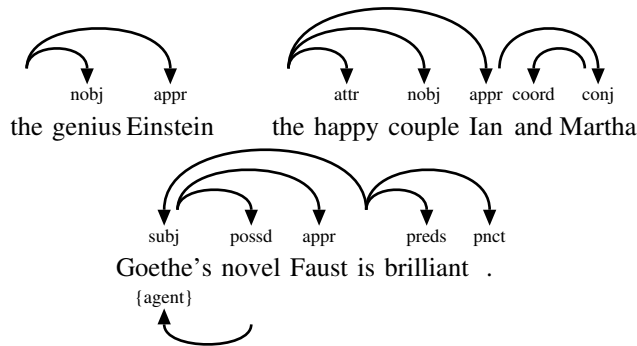 nobj appr
the genius Einstein
attr nobj appr coord conj
the happy couple Ian and Martha
subj possd appr preds pnct
Goethe's novel Faust is brilliant .
{agent}